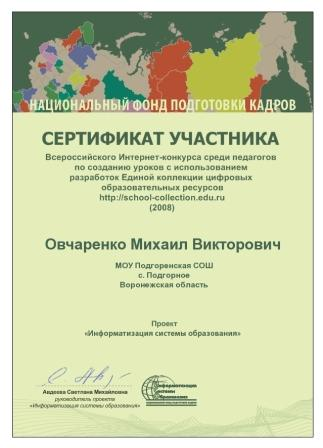 НАЦИОНАЛЬНЫЙ ФОНД ПОДГОТОВКИ КАДРОВ
СЕРТИФИКАТ УЧАСТНИКА
Всероссийского Интернет-конкурса среди педагогов
по созданию уроков с использованием
разработок Единой коллекции цифровых
образовательных ресурсов
http://school-collection.edu.ru
(2008)
Овчаренко Михаил Викторович
МОУ Подгоренская СОШ
с. Подгорное
Воронежская область
Проект
«Информатизация системы образования»
Авдеева Светлана Михайловна
руководитель проекта
«Информатизация системы образования»
Информатизация
Системы
Образования